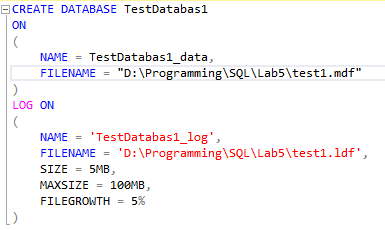 CREATE DATABASE TestDatabas1
ON
(
NAME = TestDatabas1_data,
FILENAME = "D:\Programming\SQL\Lab5\test1.mdf"
)
LOG ON
(
NAME = 'TestDatabas1_log',
FILENAME = 'D:\Programming\SQL\Lab5\test1.ldf',
SIZE = 5MB,
MAXSIZE = 100MB,
FILEGROWTH = 5%
)